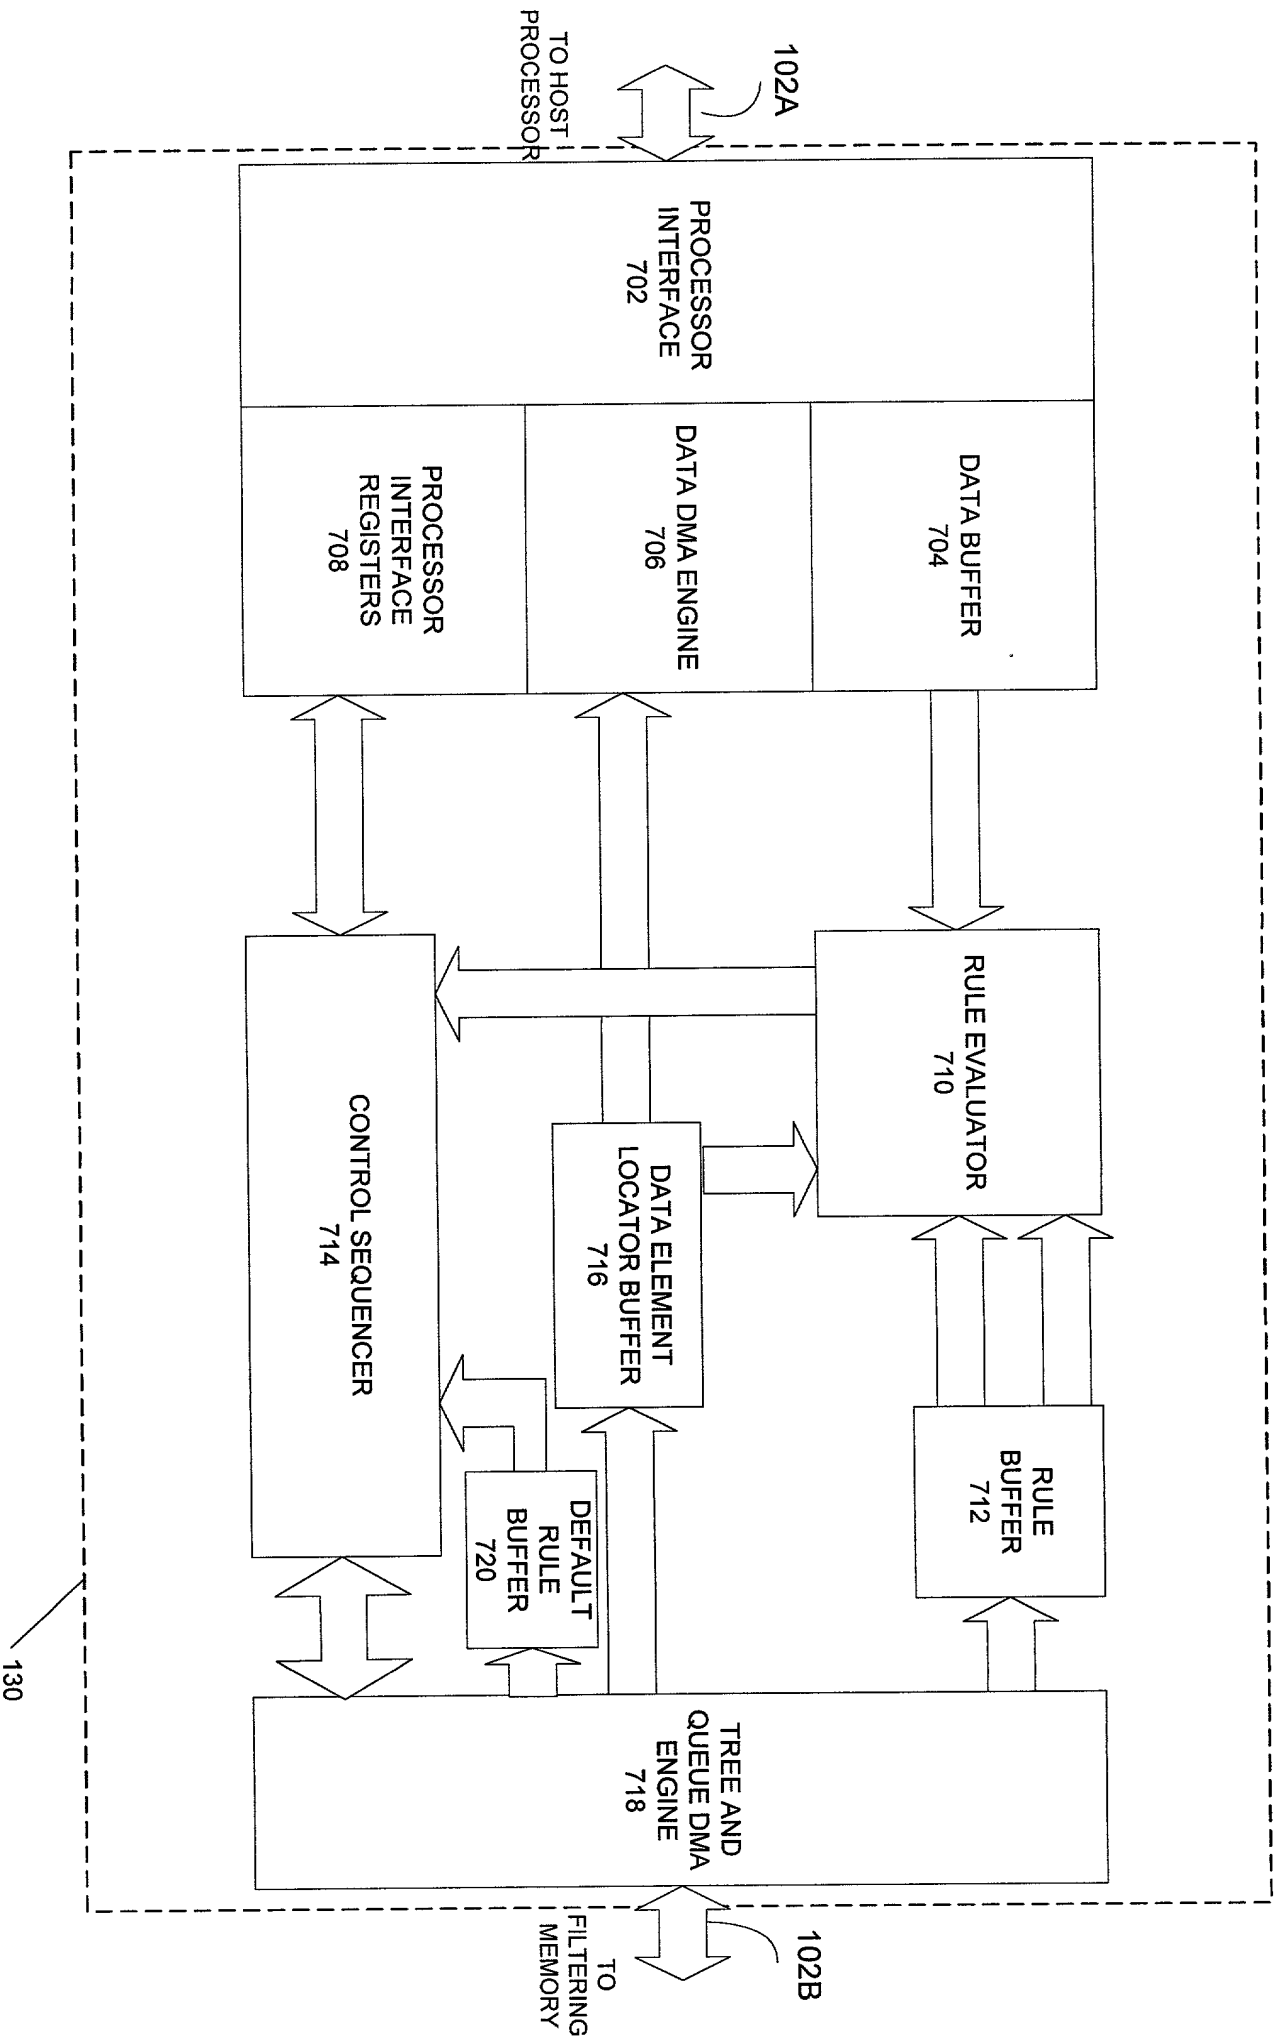 102A
TO HOST
PROCESSOR
PROCESSOR
INTERFACE
702
DATA BUFFER
704
DATA DMA ENGINE
706
PROCESSOR
INTERFACE
REGISTERS
708
RULE EVALUATOR
710
RULE
BUFFER
712
DATA ELEMENT
LOCATOR BUFFER
716
CONTROL SEQUENCER
714
DEFAULT
RULE
BUFFER
720
TREE AND
QUEUE DMA
ENGINE
718
102B
TO
FILTERING
MEMORY
130